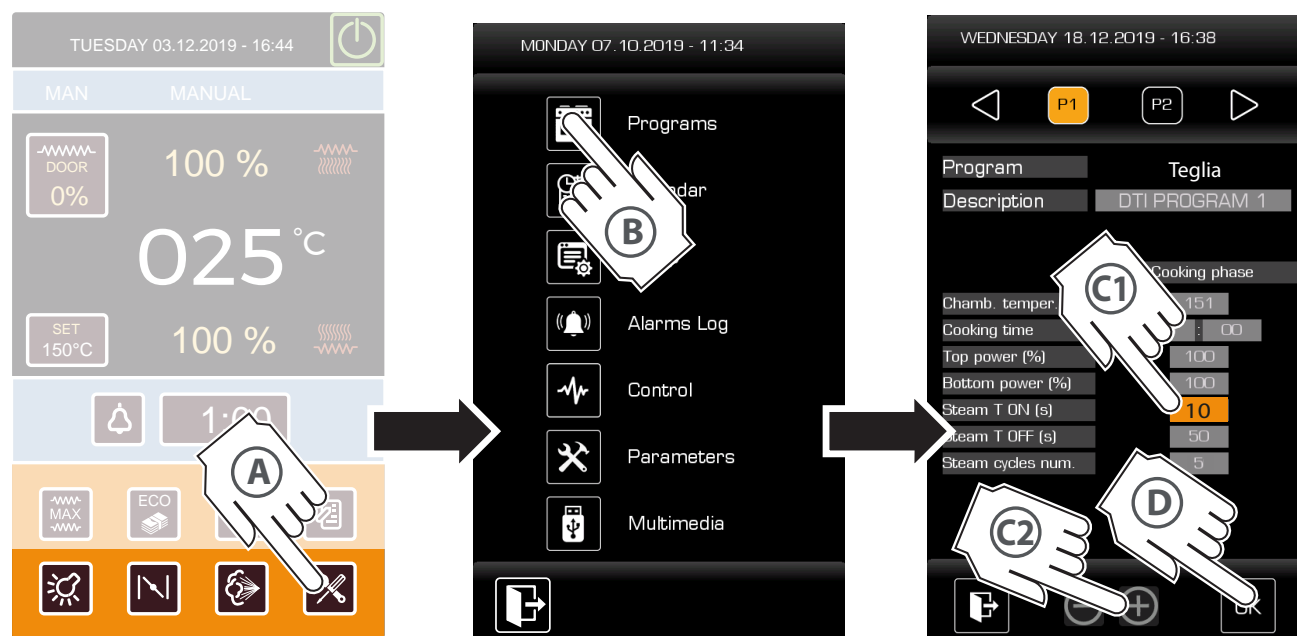 TUESDAY 03.12.2019 - 16:44
MAN MANUAL
DOOR
0%
100 %
025 °C
SET
150°C
100 %
1:00
A
MAX
ECO
MONDAY 07.10.2019 - 11:34
Programs
B
Alarms Log
Control
Parameters
Multimedia
WEDNESDAY 18.12.2019 - 16:38
P1 P2
Program Teglia
Description DTI PROGRAM 1
Cooking phase
C1
Chamb. temper. 151
Cooking time : 00
Top power (%) 100
Bottom power (%) 100
Steam T ON (s) 10
Steam T OFF (s) 50
Steam cycles num. 5
D
C2
OK